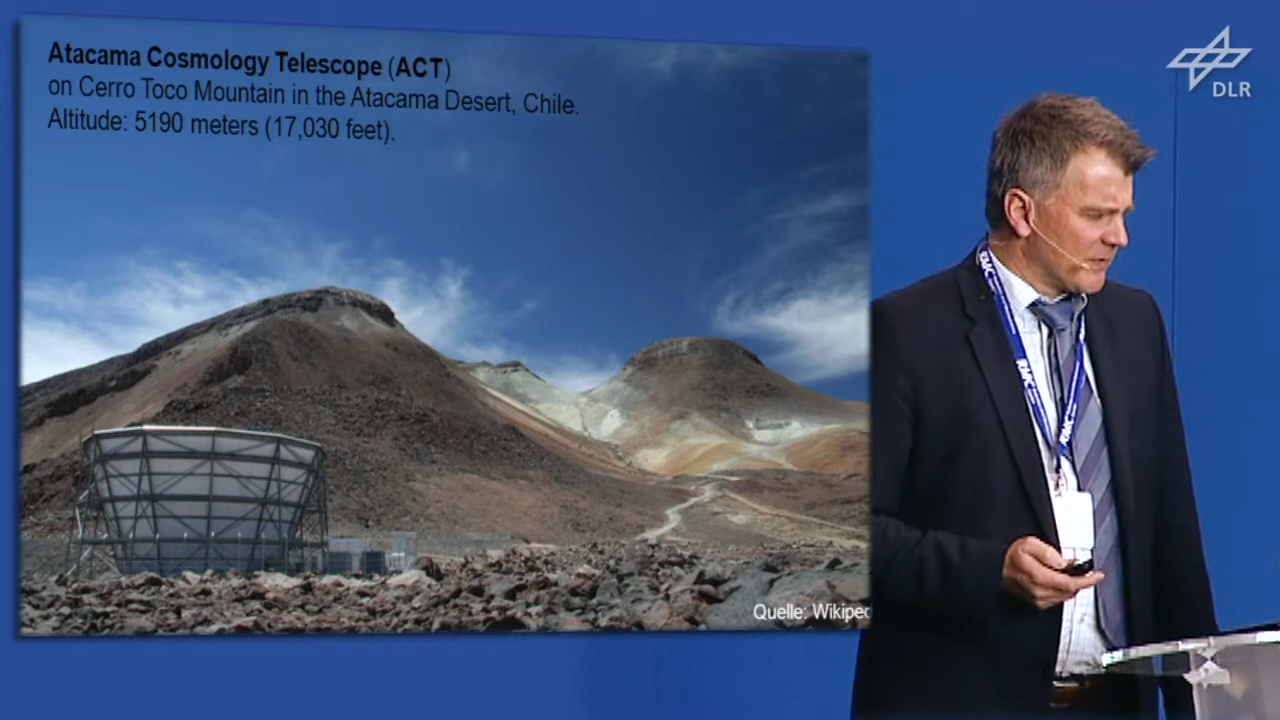 Atacama Cosmology Telescope (ACT)
on Cerro Toco Mountain in the Atacama Desert, Chile.
Altitude: 5190 meters (17,030 feet).
Quelle: Wikiped
DLR